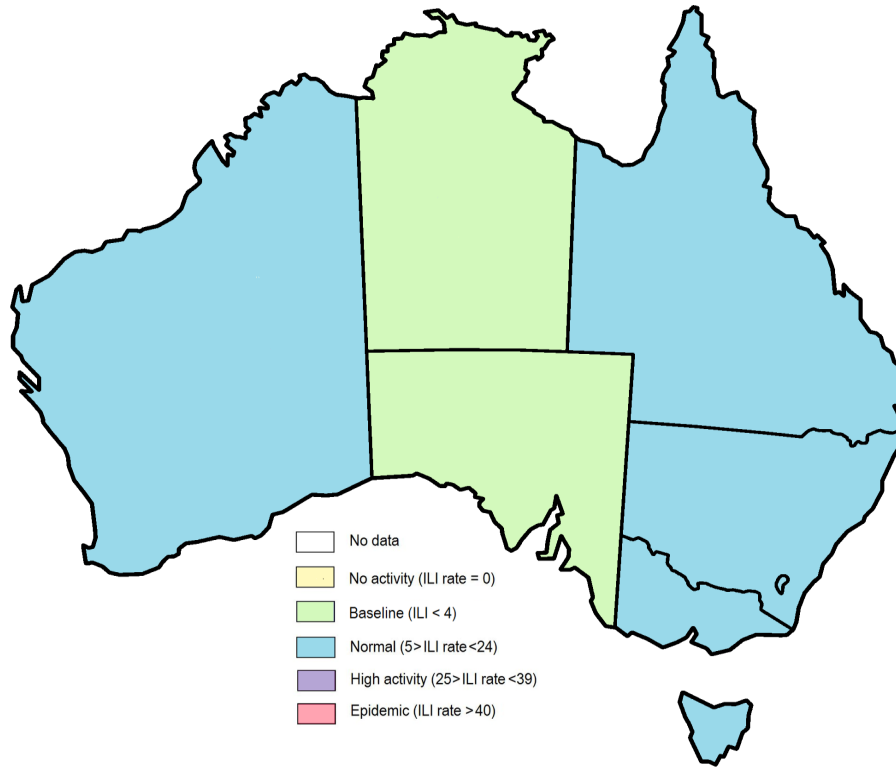 No data
No activity (ILI rate = 0)
Baseline (ILI < 4)
Normal (5>ILI rate<24)
High activity (25>ILI rate<39)
Epidemic (ILI rate >40)